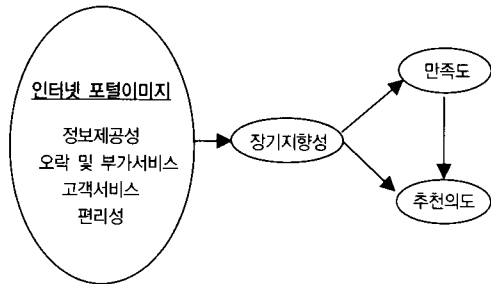 인터넷 포털이미지
정보제공성
오락 및 부가서비스
고객서비스
편리성
장기지향성
만족도
추천의도